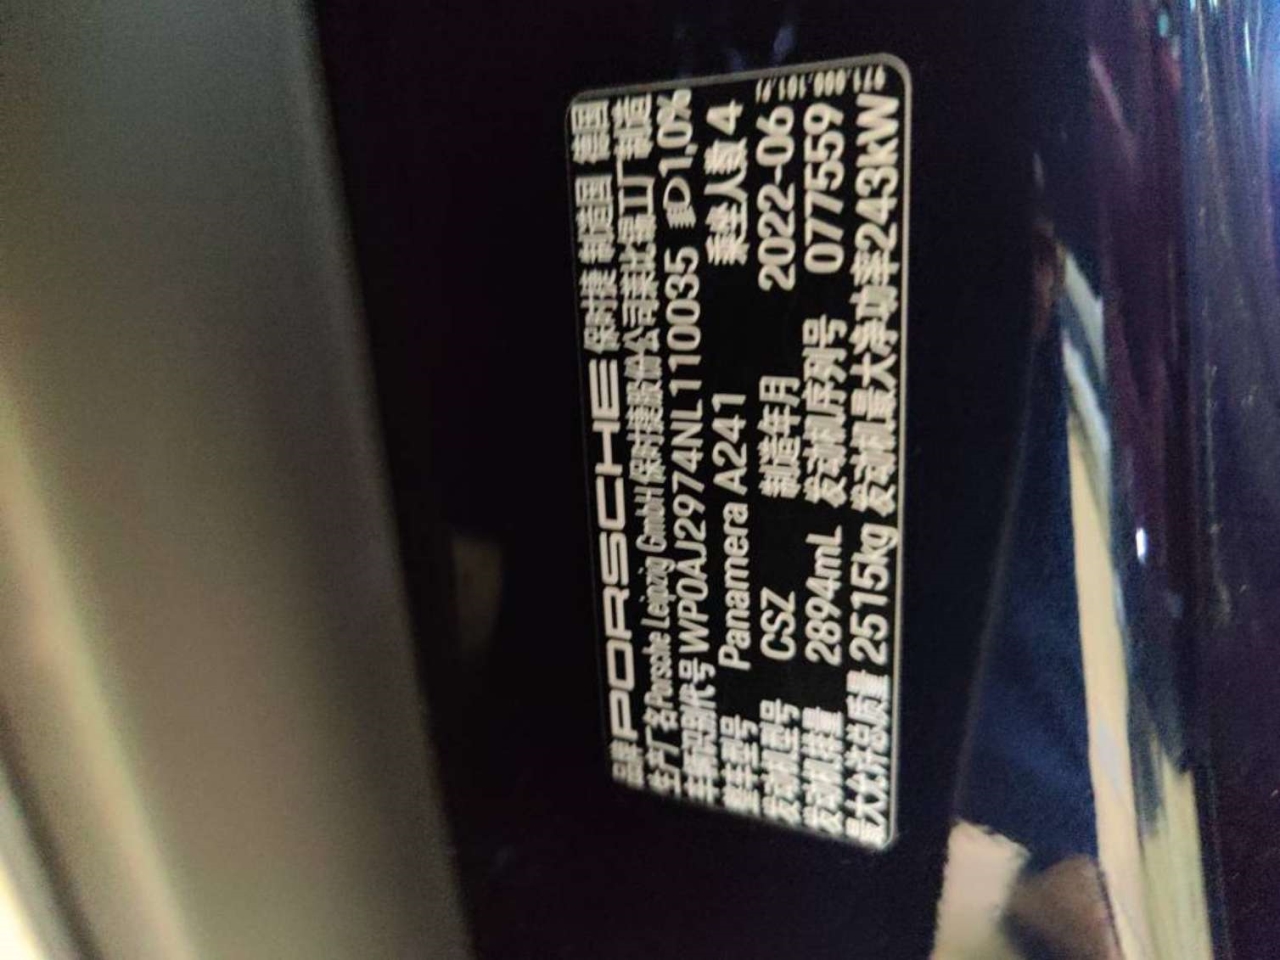 品牌 PORSCHE 保时捷 制造国 德国
生产厂名 Porsche Leipzig GmbH 保时捷股份公司莱比锡工厂制造
车辆识别代号 WP0AJ2974NL110035 1,0%
整车型号 Panamera A241 乘坐人数 4
发动机型号 CSZ 制造年月 2022-06
发动机排量 2894mL 发动机序列号 077559
最大允许总质量 2515kg 发动机最大净功率 243kW